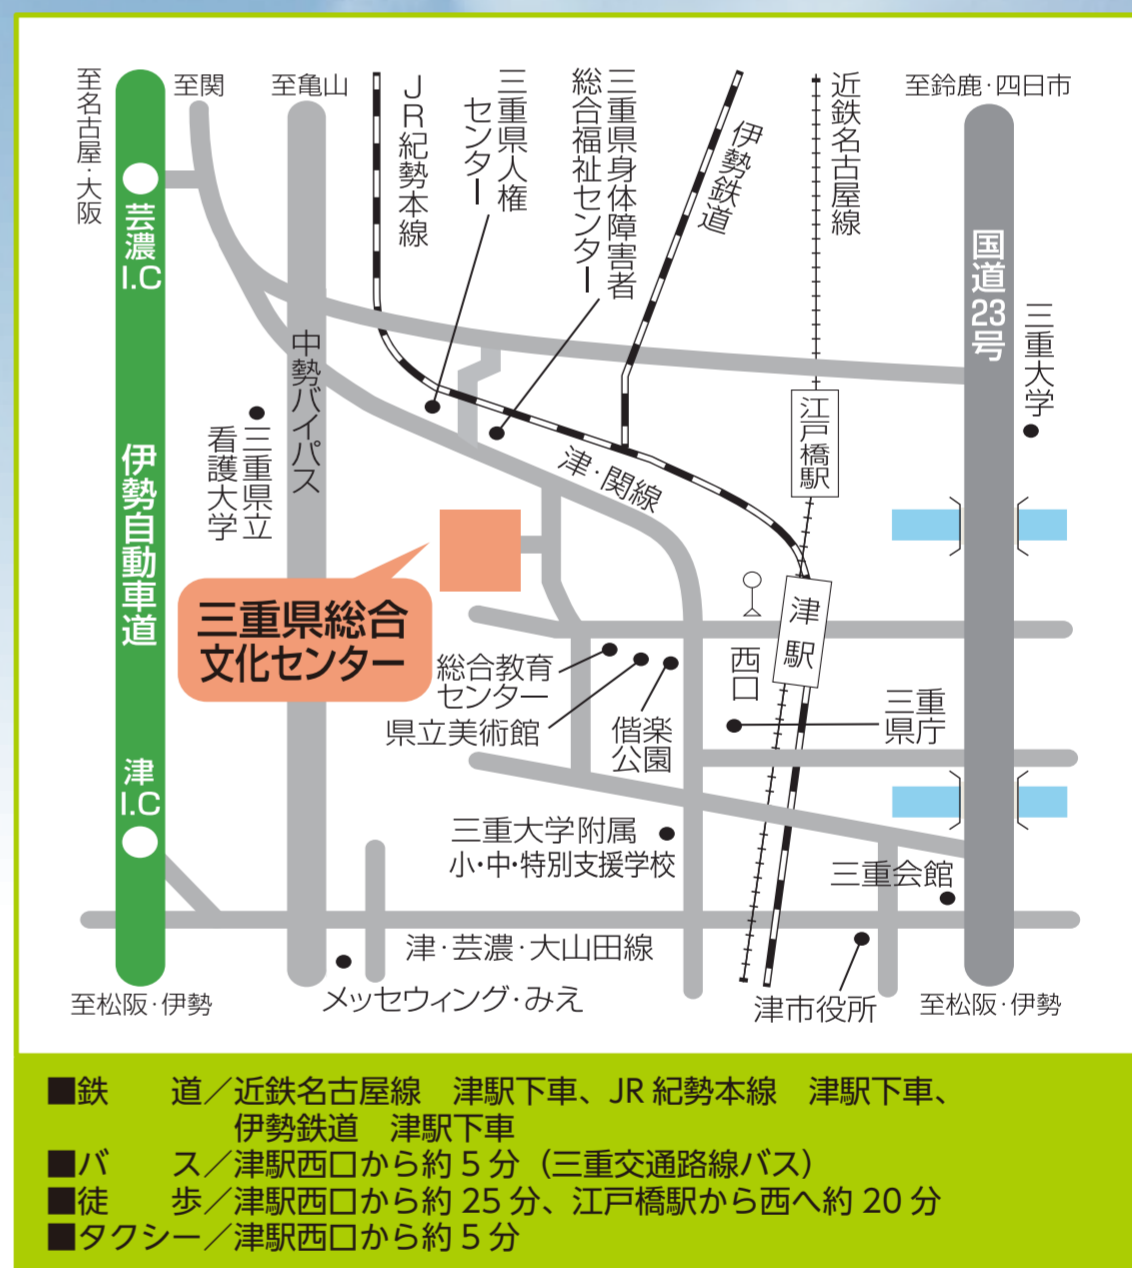 至名古屋・大阪
至関
至亀山
JR紀勢本線
三重県人権
センター
三重県身体障害者
総合福祉センター
伊勢鉄道
近鉄名古屋線
至鈴鹿・四日市
芸濃
I.C
国道23号
三重大学
中勢バイパス
江戸橋駅
三重県立
看護大学
伊勢自動車道
津・関線
三重県総合
文化センター
津駅
西口
総合教育
センター
県立美術館
偕楽
公園
三重
県庁
津
I.C
三重大学附属
小・中・特別支援学校
三重会館
津・芸濃・大山田線
メッセウィング・みえ
津市役所
至松阪・伊勢
至松阪・伊勢
■鉄　　道／近鉄名古屋線　津駅下車、JR 紀勢本線　津駅下車、
伊勢鉄道　津駅下車
■バ　　ス／津駅西口から約 5 分（三重交通路線バス）
■徒　　歩／津駅西口から約 25 分、江戸橋駅から西へ約 20 分
■タクシー／津駅西口から約 5 分